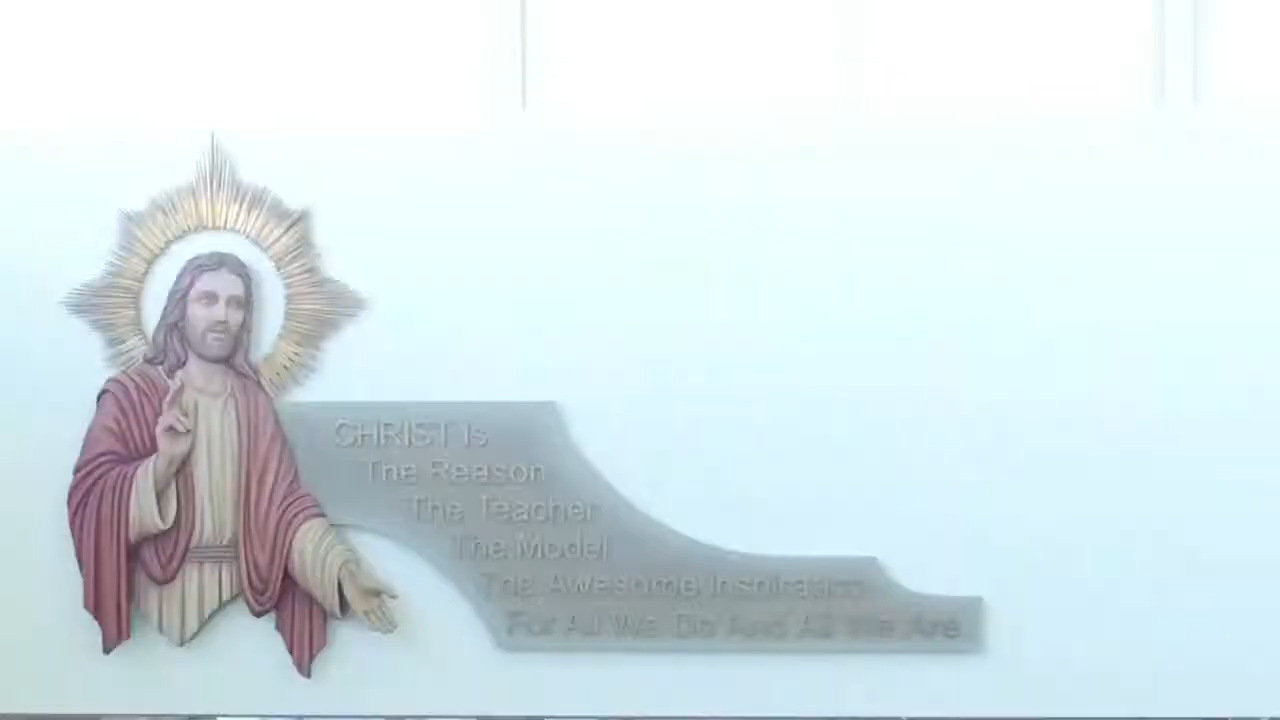 CHRIST Is
The Reason
The Teacher
The Model
The Awesome Inspiration
For All We Do And All We Are